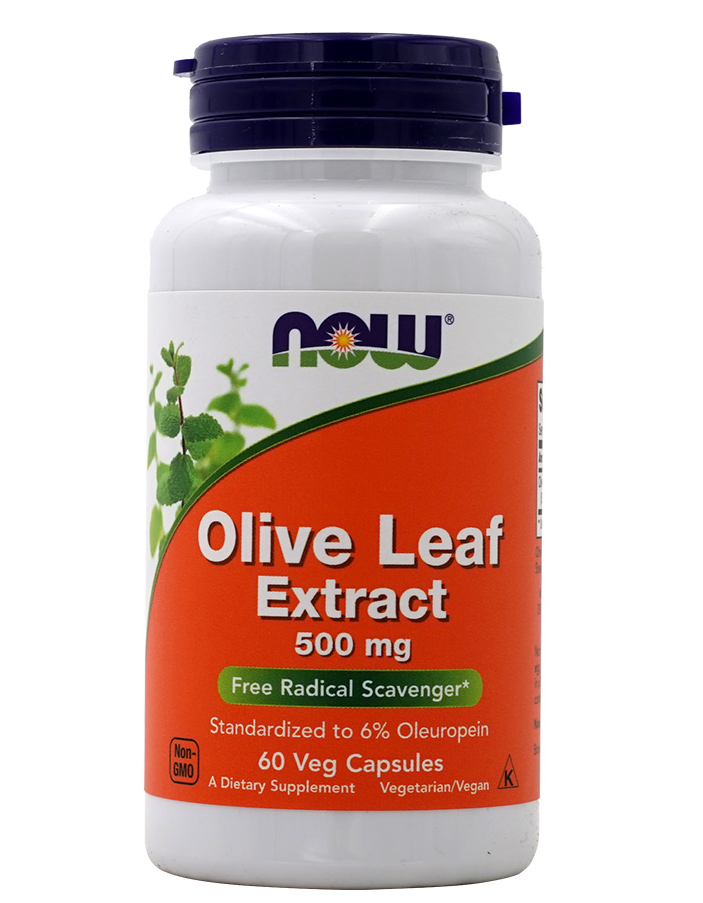 NOW®
Olive Leaf
Extract
500 mg
Free Radical Scavenger*
Standardized to 6% Oleuropein
60 Veg Capsules
Non-
GMO
A Dietary Supplement Vegetarian/Vegan
K